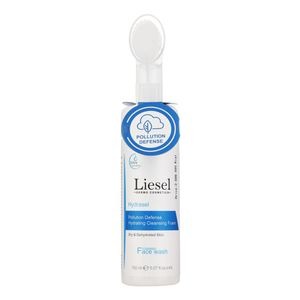 POLLUTION
DEFENSE
Liesel
DERMO COSMETICS
Hydrasel
Pollution Defense
Hydrating Cleansing Foam
Dry & Dehydrated Skin
Face wash